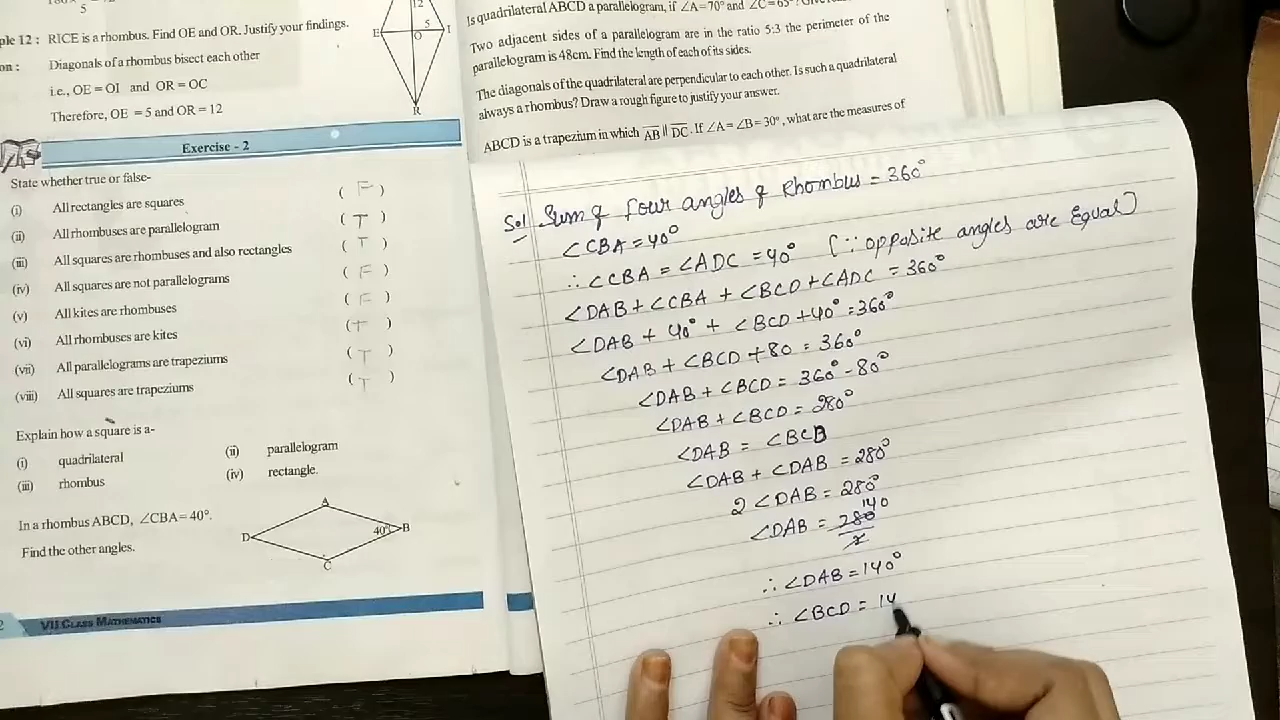 5
ple 12 : RICE is a rhombus. Find OE and OR. Justify your findings.
on : Diagonals of a rhombus bisect each other
i.e., OE = OI and OR = OC
Therefore, OE = 5 and OR = 12
12
5
E
O
I
R
Exercise - 2
State whether true or false-
(i) All rectangles are squares ( F )
(ii) All rhombuses are parallelogram ( T )
(iii) All squares are rhombuses and also rectangles ( T )
(iv) All squares are not parallelograms ( F )
(v) All kites are rhombuses ( F )
(vi) All rhombuses are kites ( T )
(vii) All parallelograms are trapeziums ( T )
(viii) All squares are trapeziums ( T )
Explain how a square is a-
(i) quadrilateral (ii) parallelogram
(iii) rhombus (iv) rectangle.
In a rhombus ABCD, ∠CBA = 40°.
Find the other angles.
A
D
40°
B
C
2 VII Class Mathematics
Is quadrilateral ABCD a parallelogram, if ∠A = 70° and ∠C = 65°?
Two adjacent sides of a parallelogram are in the ratio 5:3 the perimeter of the
parallelogram is 48cm. Find the length of each of its sides.
The diagonals of the quadrilateral are perpendicular to each other. Is such a quadrilateral
always a rhombus? Draw a rough figure to justify your answer.
ABCD is a trapezium in which AB || DC. If ∠A = ∠B = 30°, what are the measures of
Sol Sum of four angles of Rhombus = 360°
∠CBA = 40°
∴ ∠CBA = ∠ADC = 40° [∵ opposite angles are Equal]
∠DAB + ∠CBA + ∠BCD + ∠ADC = 360°
∠DAB + 40° + ∠BCD + 40° = 360°
∠DAB + ∠BCD + 80 = 360°
∠DAB + ∠BCD = 360° - 80°
∠DAB + ∠BCD = 280°
∠DAB = ∠BCD
∠DAB + ∠DAB = 280°
2 ∠DAB = 280°
140
∠DAB = 280/2
∴ ∠DAB = 140°
∴ ∠BCD = 14